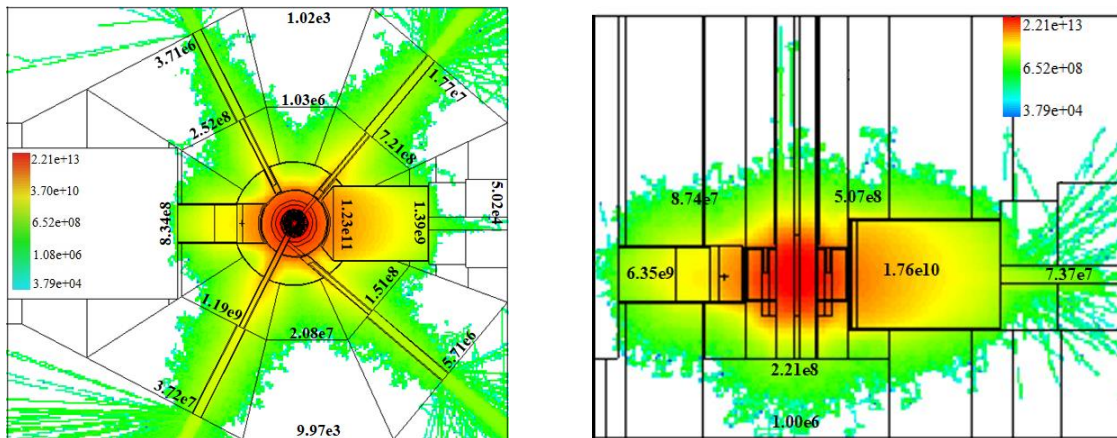 1.02e3
3.71e6
1.77e7
1.03e6
2.52e8
7.21e8
2.21e+13
3.70e+10
6.52e+08
1.08e+06
3.79e+04
8.34e8
1.23e11
1.39e9
5.02e4
1.19e9
1.51e8
2.08e7
5.71e6
3.72e7
9.97e3
2.21e+13
6.52e+08
3.79e+04
8.74e7
5.07e8
6.35e9
1.76e10
7.37e7
2.21e8
1.00e6